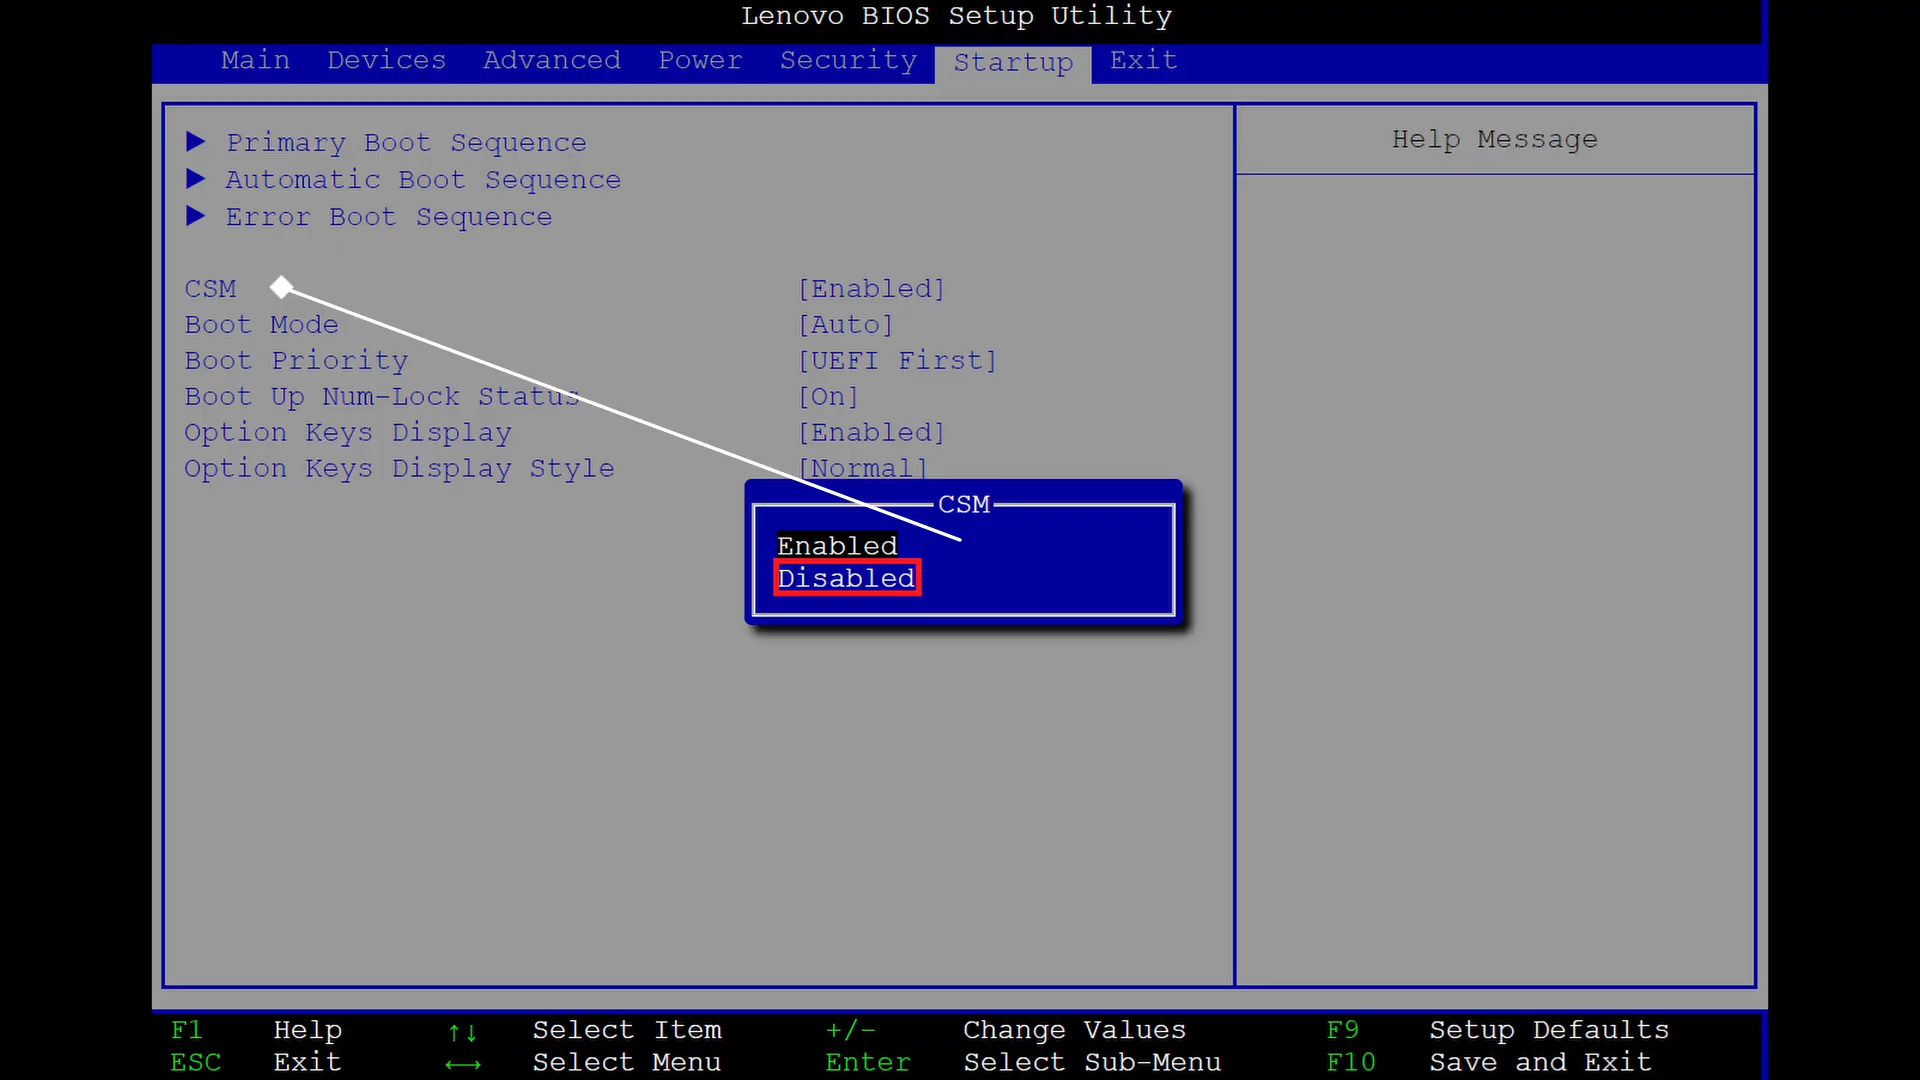 Lenovo BIOS Setup Utility
Main Devices Advanced Power Security Startup Exit
▶ Primary Boot Sequence
▶ Automatic Boot Sequence
▶ Error Boot Sequence
CSM [Enabled]
Boot Mode [Auto]
Boot Priority [UEFI First]
Boot Up Num-Lock Status [On]
Option Keys Display [Enabled]
Option Keys Display Style [Normal]
CSM
Enabled
Disabled
Help Message
F1 Help ↑↓ Select Item +/- Change Values F9 Setup Defaults
ESC Exit ←→ Select Menu Enter Select Sub-Menu F10 Save and Exit